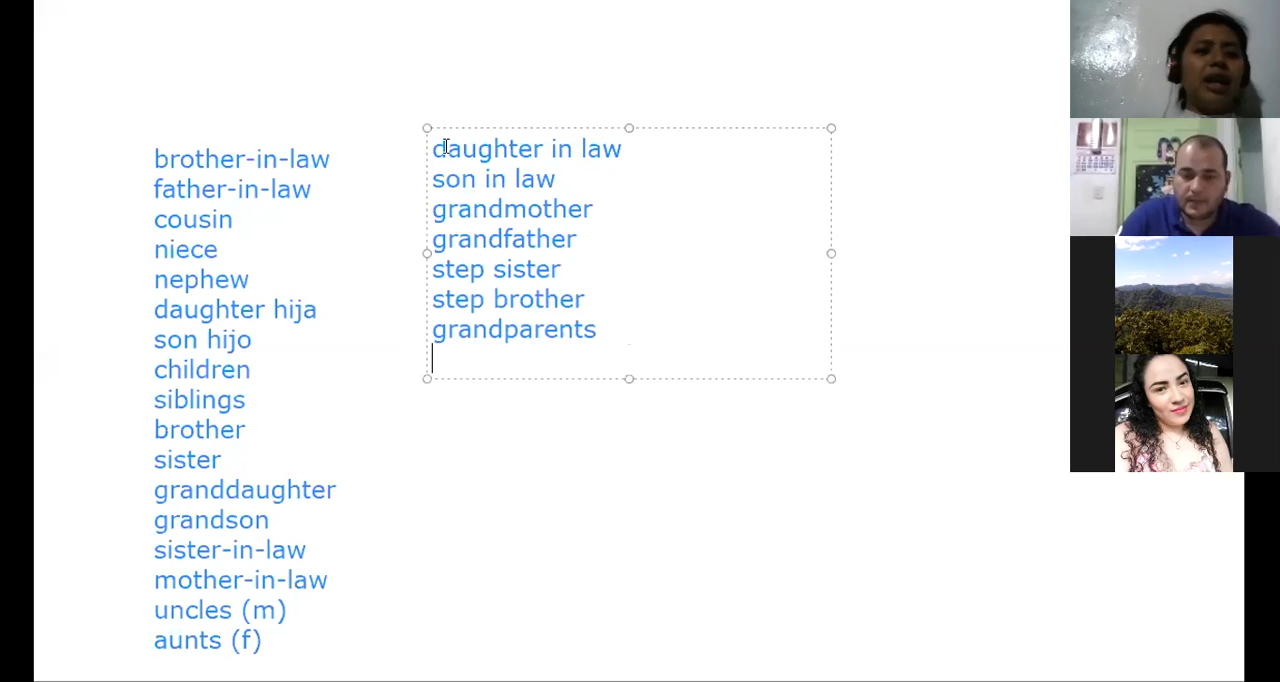 brother-in-law
father-in-law
cousin
niece
nephew
daughter hija
son hijo
children
siblings
brother
sister
granddaughter
grandson
sister-in-law
mother-in-law
uncles (m)
aunts (f)
daughter in law
son in law
grandmother
grandfather
step sister
step brother
grandparents